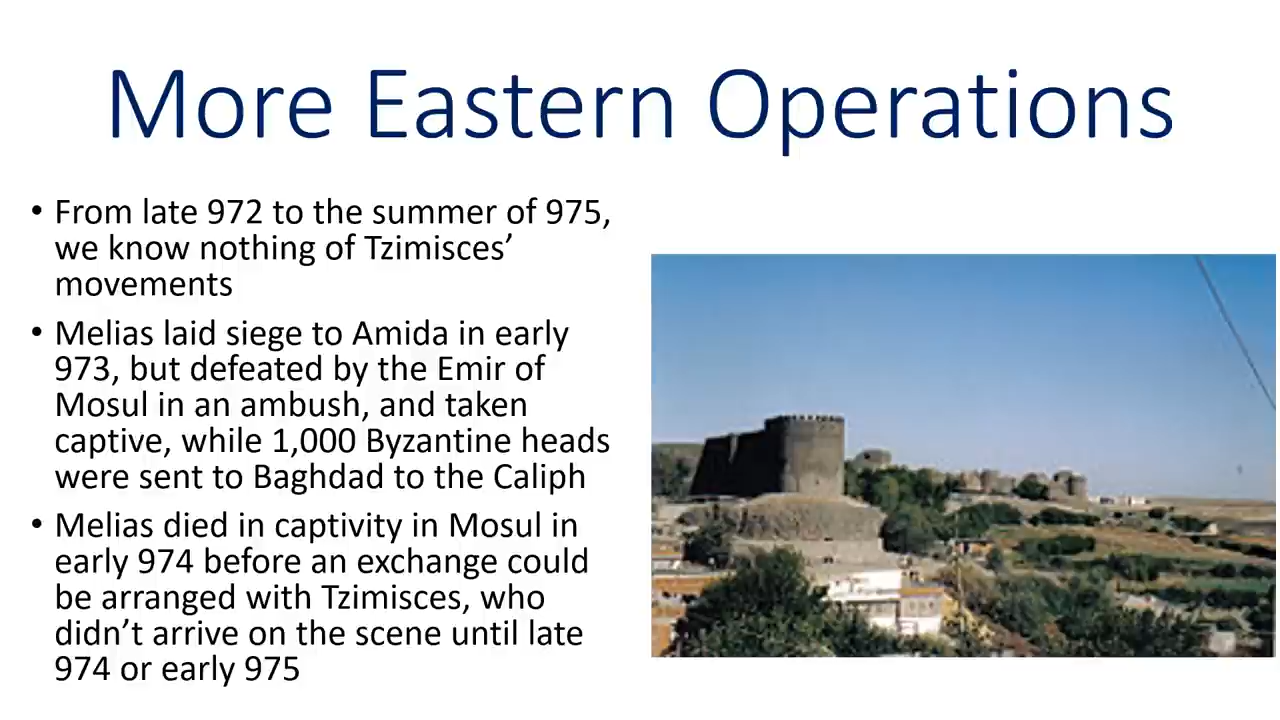 More Eastern Operations
• From late 972 to the summer of 975,
we know nothing of Tzimisces’
movements
• Melias laid siege to Amida in early
973, but defeated by the Emir of
Mosul in an ambush, and taken
captive, while 1,000 Byzantine heads
were sent to Baghdad to the Caliph
• Melias died in captivity in Mosul in
early 974 before an exchange could
be arranged with Tzimisces, who
didn’t arrive on the scene until late
974 or early 975